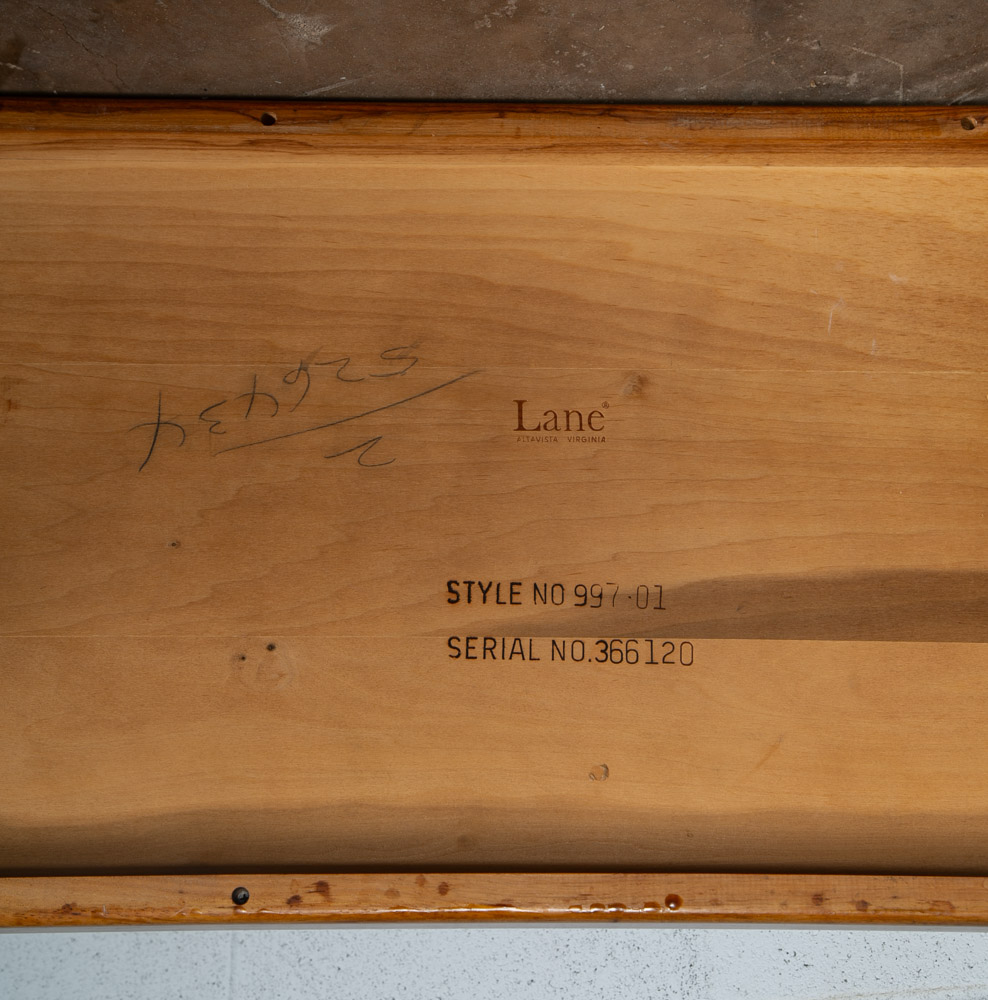 Lane®
ALTAVISTA VIRGINIA
STYLE NO 997·01
SERIAL NO.366120